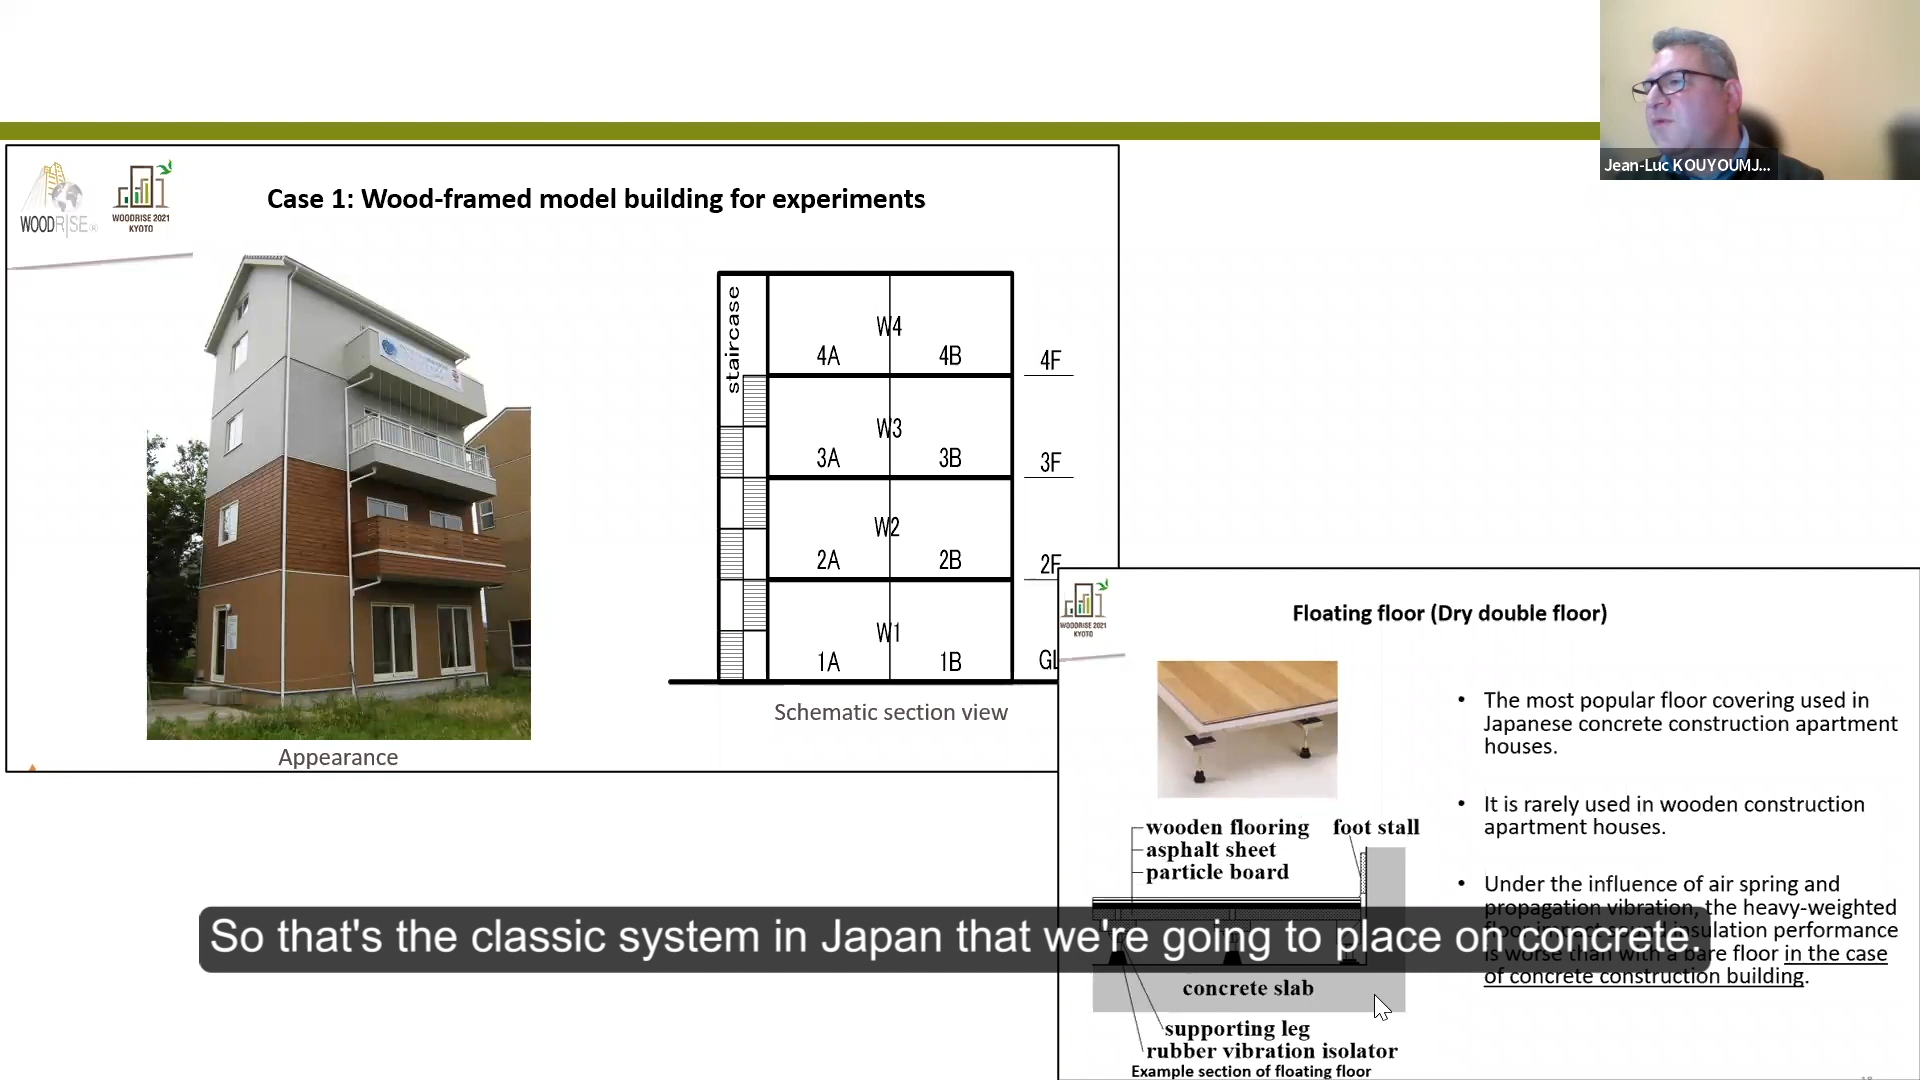 Jean-Luc KOUYOUMJ...
WOODRISE®
WOODRISE 2021
KYOTO
Case 1: Wood-framed model building for experiments
staircase
W4
4A
4B
4F
W3
3A
3B
3F
W2
2A
2B
2F
W1
1A
1B
GL
Schematic section view
Appearance
WOODRISE 2021
KYOTO
Floating floor (Dry double floor)
• The most popular floor covering used in
Japanese concrete construction apartment
houses.
• It is rarely used in wooden construction
apartment houses.
• Under the influence of air spring and
propagation vibration, the heavy-weighted
floor impact sound insulation performance
is worse than with a bare floor in the case
of concrete construction building.
wooden flooring
foot stall
asphalt sheet
particle board
So that's the classic system in Japan that we're going to place on concrete.
concrete slab
supporting leg
rubber vibration isolator
Example section of floating floor